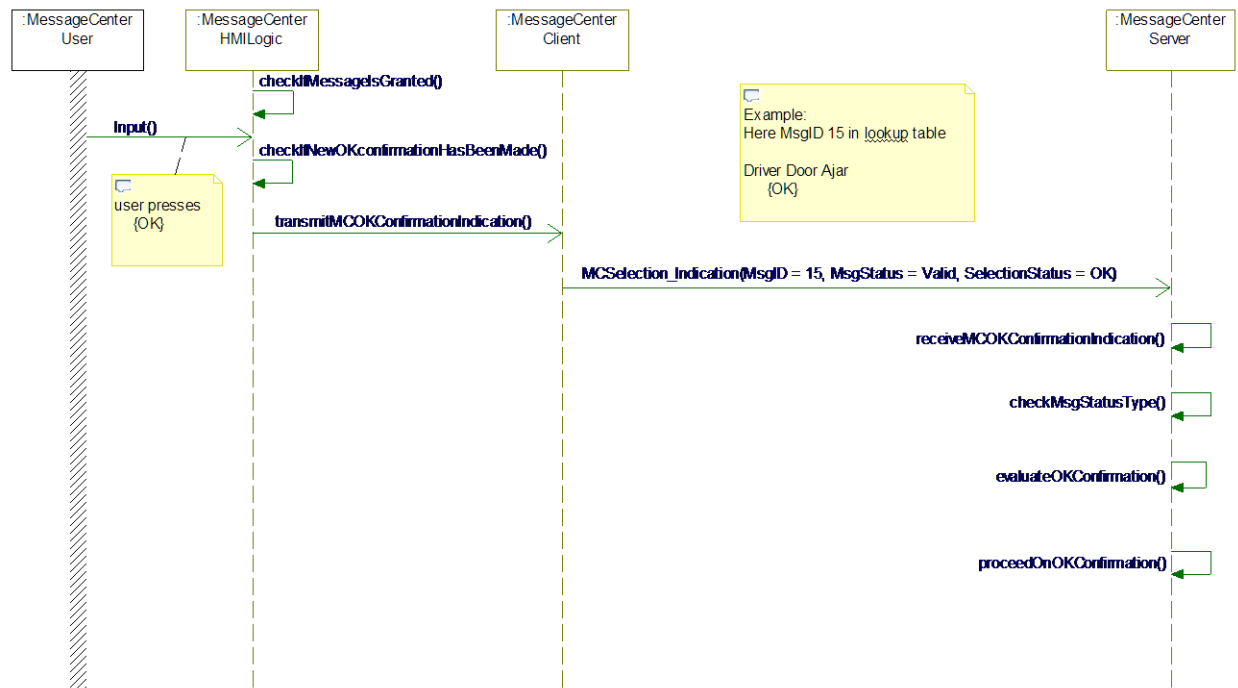 :MessageCenter
User
:MessageCenter
HMILogic
:MessageCenter
Client
:MessageCenter
Server
checkIfMessageIsGranted()
Input()
checkIfNewOKconfirmationHasBeenMade()
user presses
{OK}
Example:
Here MsgID 15 in lookup table
Driver Door Ajar
{OK}
transmitMCOKConfirmationIndication()
MCSelection_Indication(MsgID = 15, MsgStatus = Valid, SelectionStatus = OK)
receiveMCOKConfirmationIndication()
checkMsgStatusType()
evaluateOKConfirmation()
proceedOnOKConfirmation()